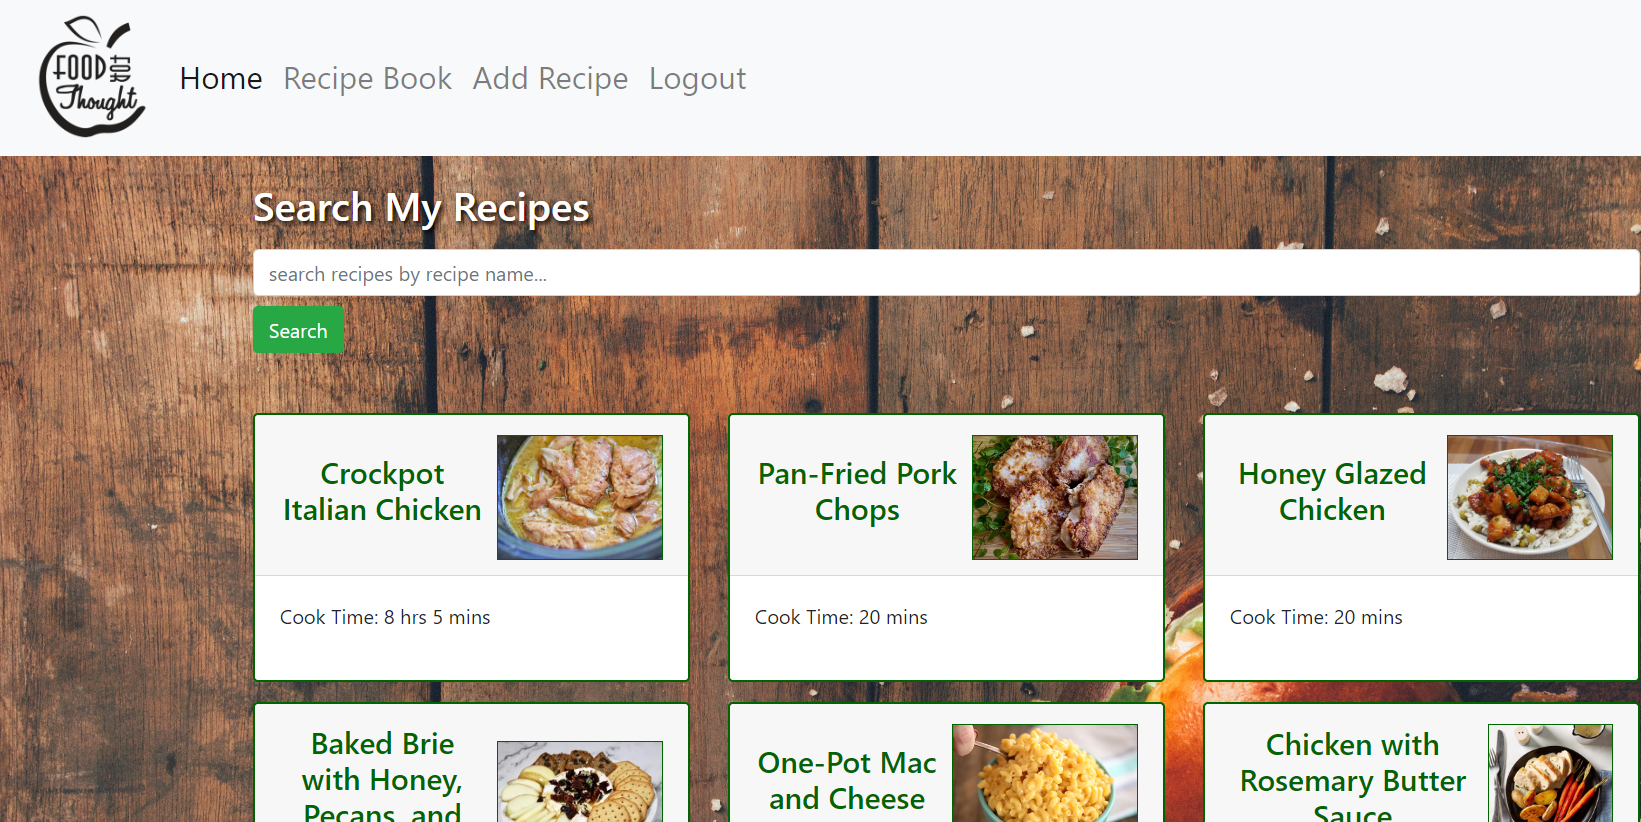 FOOD FOR
Thought
Home Recipe Book Add Recipe Logout
Search My Recipes
search recipes by recipe name...
Search
Crockpot
Italian Chicken
Cook Time: 8 hrs 5 mins
Pan-Fried Pork
Chops
Cook Time: 20 mins
Honey Glazed
Chicken
Cook Time: 20 mins
Baked Brie
with Honey,
Pecans, and
One-Pot Mac
and Cheese
Chicken with
Rosemary Butter
Sauce